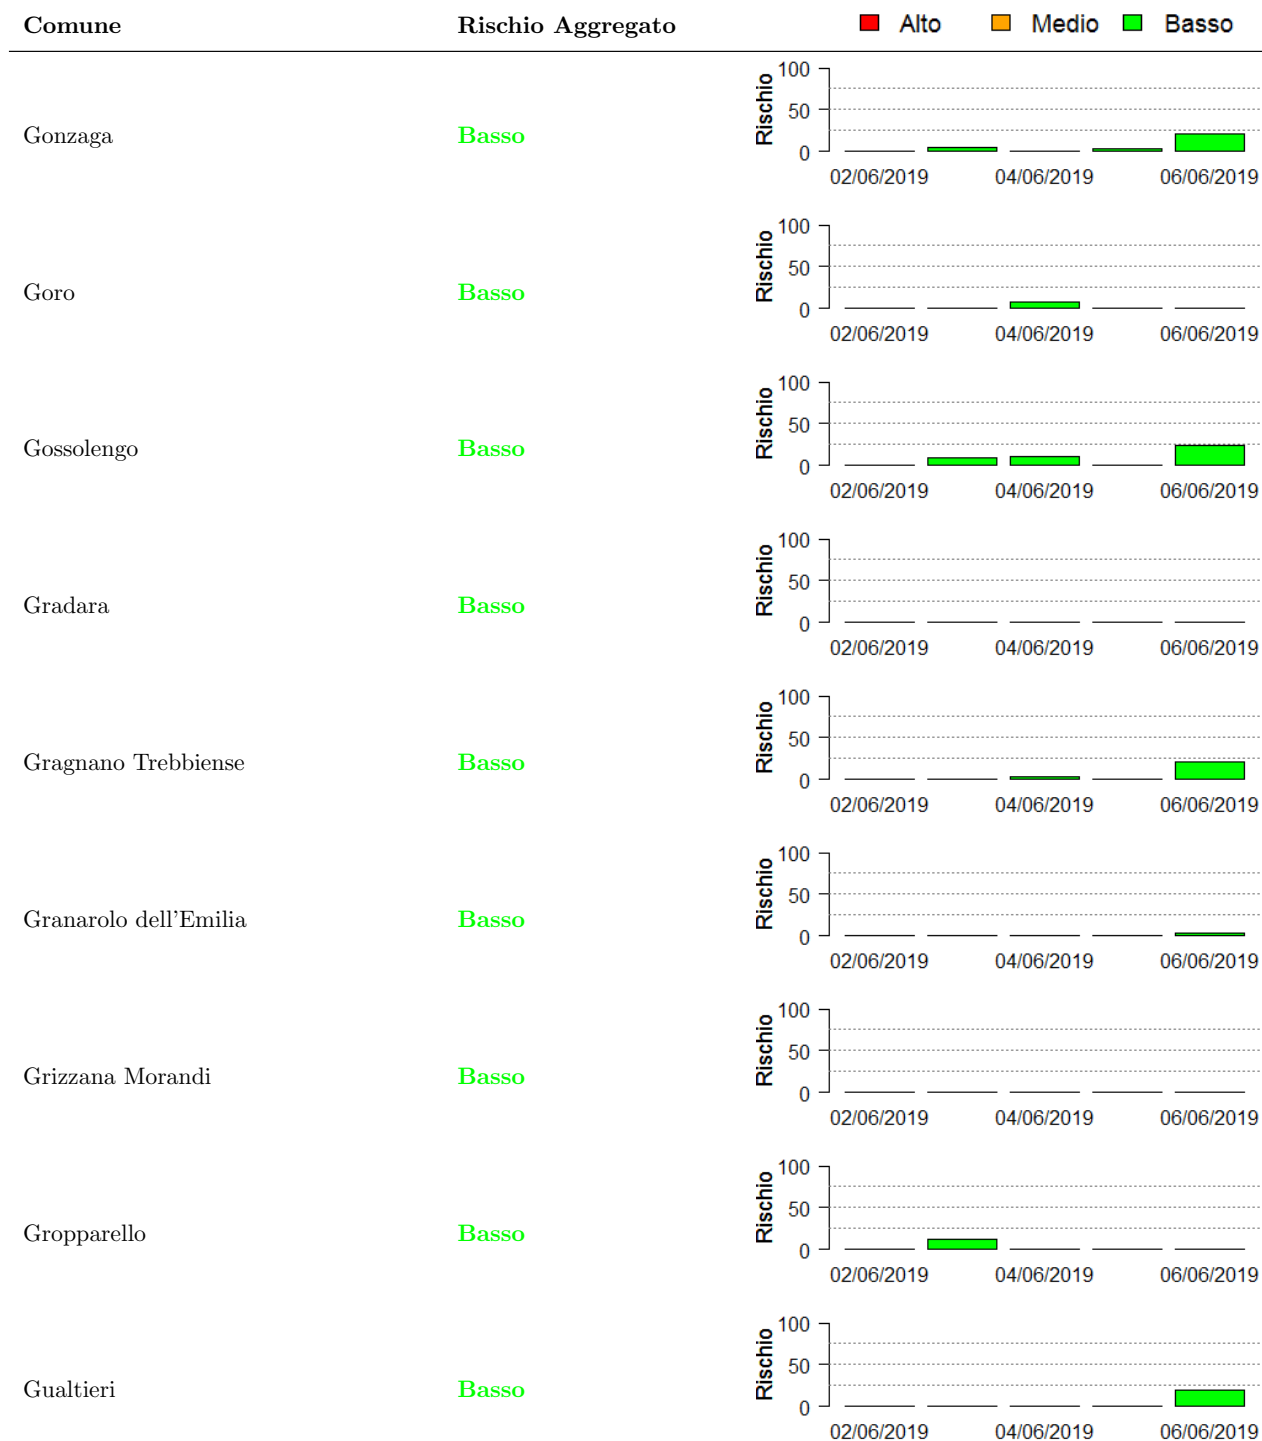 Comune Rischio Aggregato Alto Medio Basso
100
50
0
Rischio
Gonzaga Basso
02/06/2019 04/06/2019 06/06/2019
100
50
0
Rischio
Goro Basso
02/06/2019 04/06/2019 06/06/2019
100
50
0
Rischio
Gossolengo Basso
02/06/2019 04/06/2019 06/06/2019
100
50
0
Rischio
Gradara Basso
02/06/2019 04/06/2019 06/06/2019
100
50
0
Rischio
Gragnano Trebbiense Basso
02/06/2019 04/06/2019 06/06/2019
100
50
0
Rischio
Granarolo dell'Emilia Basso
02/06/2019 04/06/2019 06/06/2019
100
50
0
Rischio
Grizzana Morandi Basso
02/06/2019 04/06/2019 06/06/2019
100
50
0
Rischio
Gropparello Basso
02/06/2019 04/06/2019 06/06/2019
100
50
0
Rischio
Gualtieri Basso
02/06/2019 04/06/2019 06/06/2019